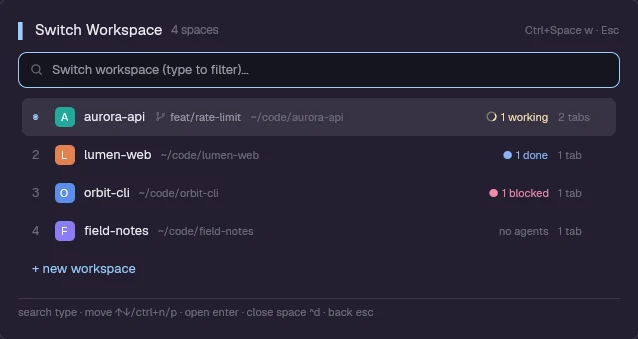 Switch Workspace 4 spaces Ctrl+Space w · Esc
Switch workspace (type to filter)...
A aurora-api feat/rate-limit ~/code/aurora-api 1 working 2 tabs
2 L lumen-web ~/code/lumen-web 1 done 1 tab
3 O orbit-cli ~/code/orbit-cli 1 blocked 1 tab
4 F field-notes ~/code/field-notes no agents 1 tab
+ new workspace
search type · move ↑↓/ctrl+n/p · open enter · close space ^d · back esc